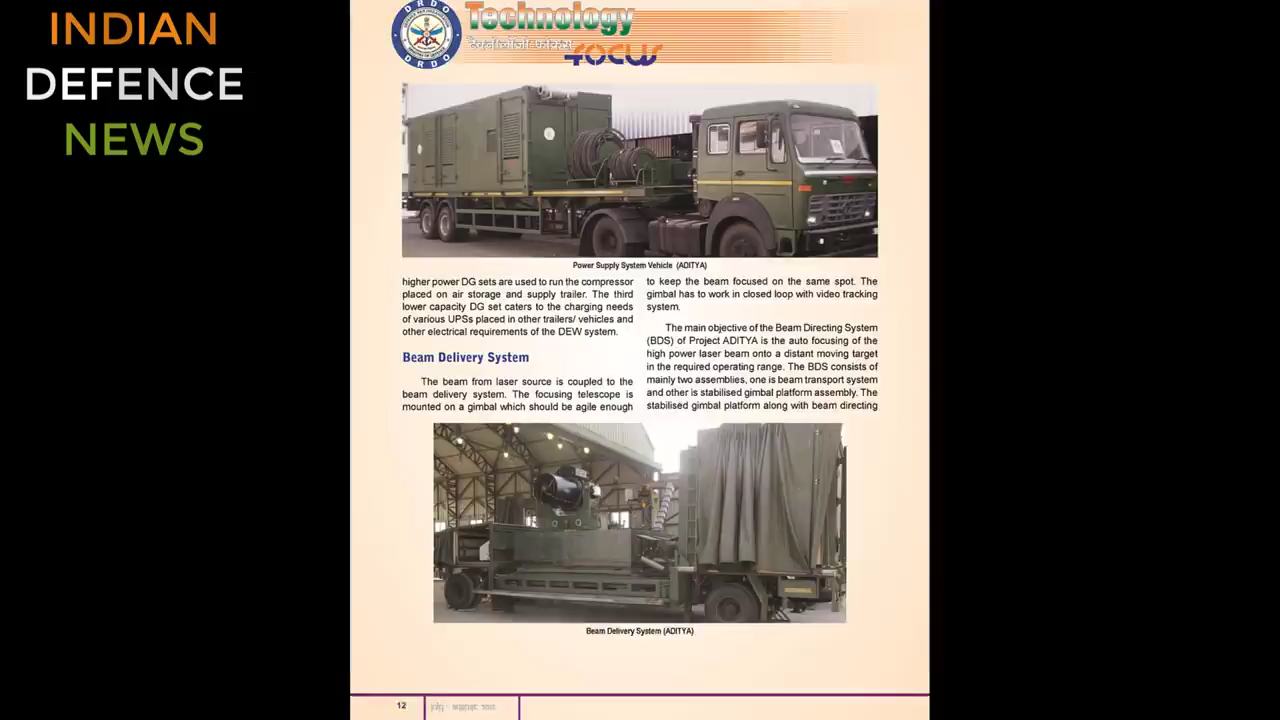 INDIAN
DEFENCE
NEWS
DRDO
DRDO
Technology
टेक्नोलॉजी फोकस
Focus
Power Supply System Vehicle (ADITYA)
higher power DG sets are used to run the compressor
placed on air storage and supply trailer. The third
lower capacity DG set caters to the charging needs
of various UPSs placed in other trailers/ vehicles and
other electrical requirements of the DEW system.
Beam Delivery System
The beam from laser source is coupled to the
beam delivery system. The focusing telescope is
mounted on a gimbal which should be agile enough
to keep the beam focused on the same spot. The
gimbal has to work in closed loop with video tracking
system.
The main objective of the Beam Directing System
(BDS) of Project ADITYA is the auto focusing of the
high power laser beam onto a distant moving target
in the required operating range. The BDS consists of
mainly two assemblies, one is beam transport system
and other is stabilised gimbal platform assembly. The
stabilised gimbal platform along with beam directing
Beam Delivery System (ADITYA)
12